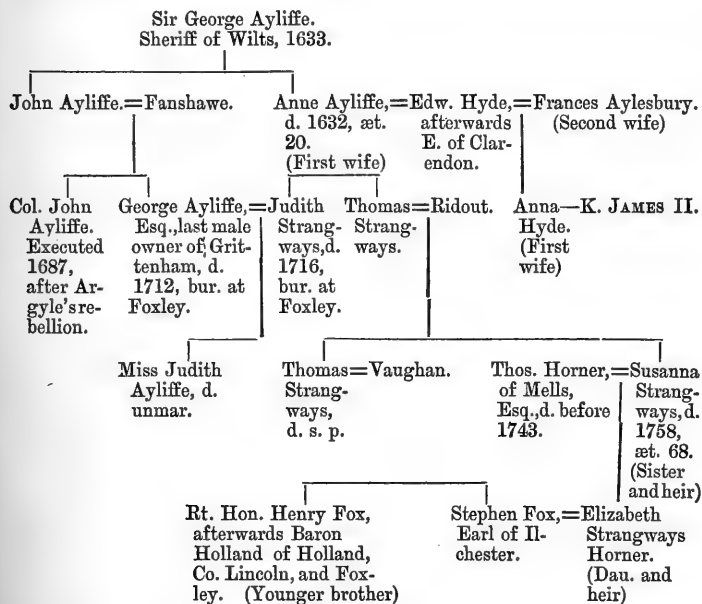 Sir George Ayliffe.
Sheriff of Wilts, 1633.
John Ayliffe.=Fanshawe.
Anne Ayliffe,=Edw. Hyde,=Frances Aylesbury.
d. 1632, æt.
20.
(First wife)
afterwards
E. of Clar-
endon.
(Second wife)
Col. John
Ayliffe.
Executed
1687,
after Ar-
gyle's re-
bellion.
George Ayliffe,=Judith
Esq., last male
owner of Grit-
tenham, d.
1712, bur. at
Foxley.
Strang-
ways, d.
1716,
bur. at
Foxley.
Thomas=Ridout.
Strang-
ways.
Anna—K. JAMES II.
Hyde.
(First
wife)
Miss Judith
Ayliffe, d.
unmar.
Thomas=Vaughan.
Strang-
ways,
d. s. p.
Thos. Horner,=Susanna
of Mells,
Esq., d. before
1743.
Strang-
ways, d.
1758,
æt. 68.
(Sister
and heir)
Rt. Hon. Henry Fox,
afterwards Baron
Holland of Holland,
Co. Lincoln, and Fox-
ley. (Younger brother)
Stephen Fox,=Elizabeth
Earl of Il-
chester.
Strangways
Horner.
(Dau. and
heir)